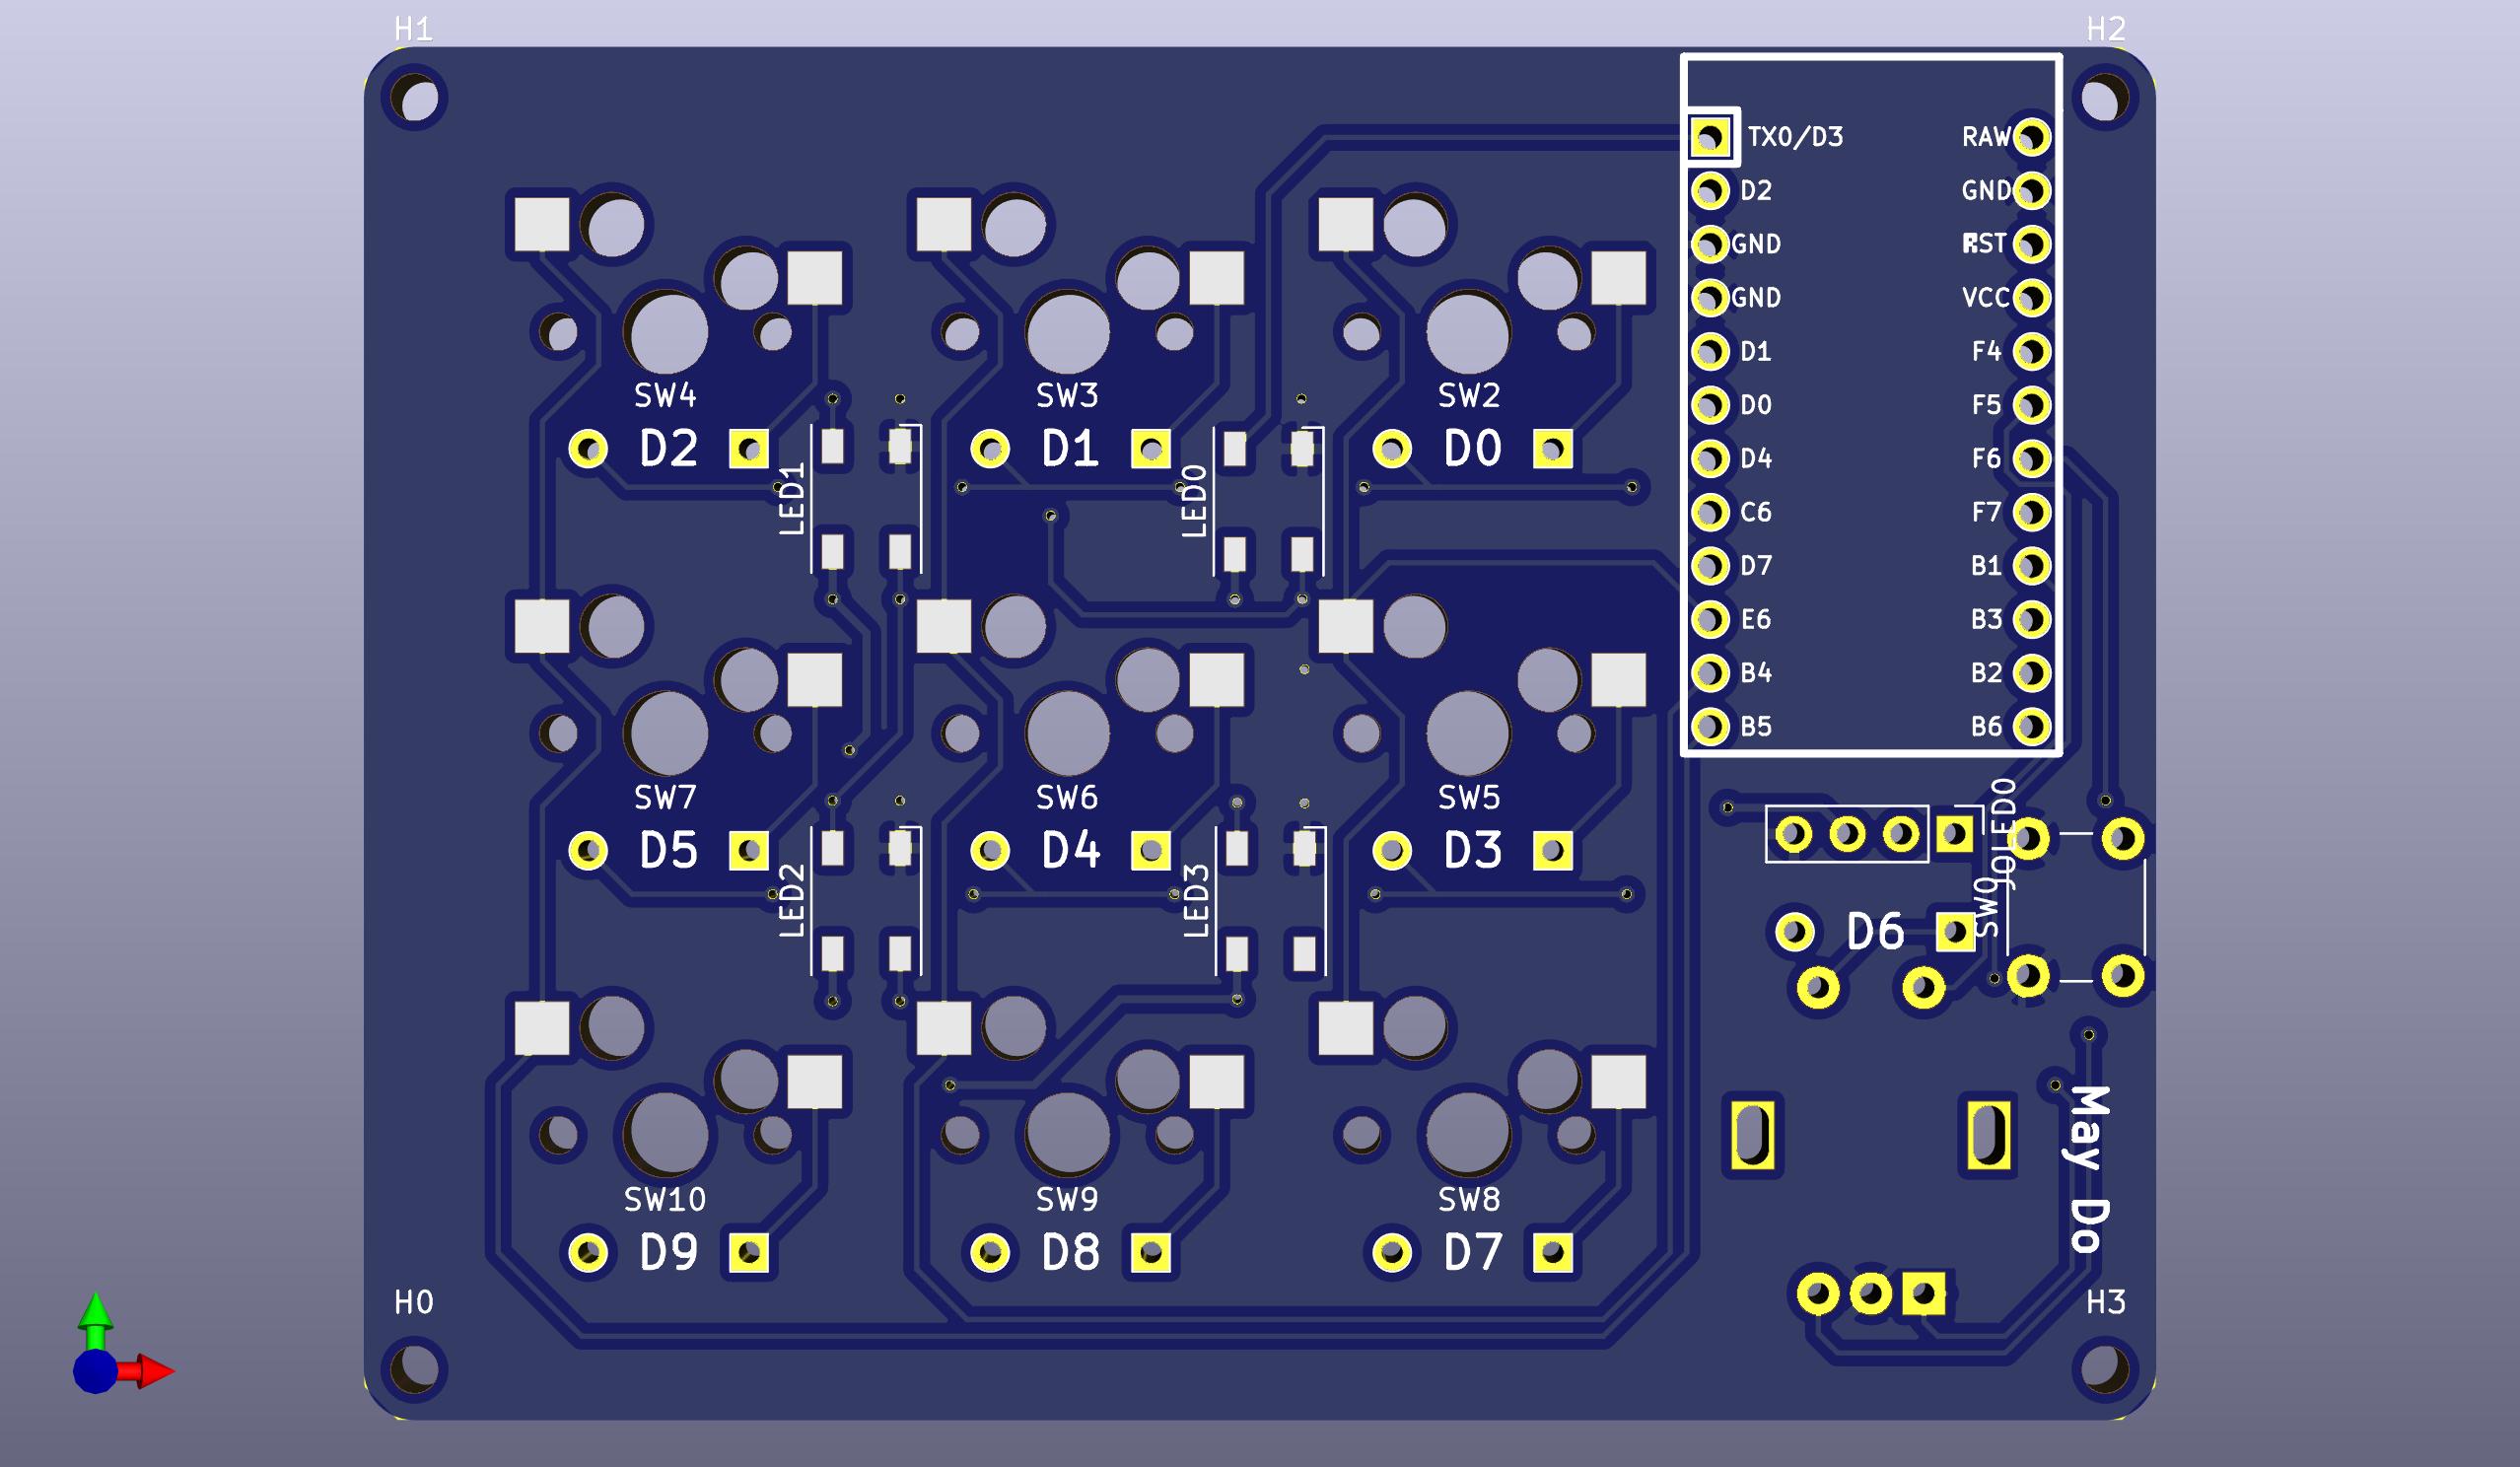 H1
H2
TX0/D3
RAW
D2
GND
GND
RST
GND
VCC
D1
F4
SW4
SW3
SW2
D0
F5
D2
D1
D0
D4
F6
LED1
LED0
C6
F7
D7
B1
E6
B3
B4
B2
B5
B6
SW7
SW6
SW5
JOLED0
D5
D4
D3
LED2
LED3
SW0
D6
May Do
SW10
SW9
SW8
D9
D8
D7
H0
H3